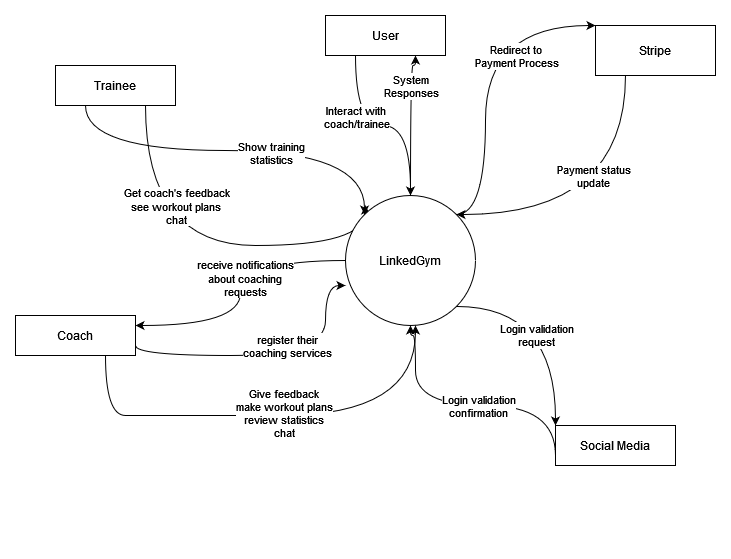 User
Stripe
Redirect to
Payment Process
System
Responses
Trainee
Interact with
coach/trainee
Show training
statistics
Payment status
update
Get coach's feedback
see workout plans
chat
LinkedGym
receive notifications
about coaching
requests
Coach
register their
coaching services
Login validation
request
Give feedback
make workout plans
review statistics
chat
Login validation
confirmation
Social Media